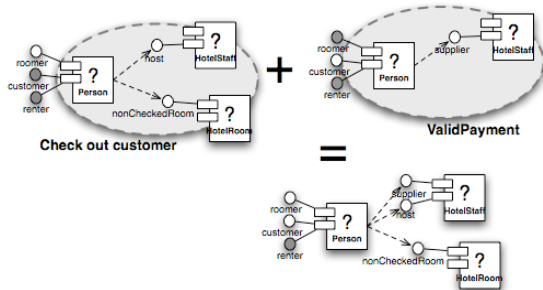 ?
HotelStaff
host
roomer
?
customer
Person
renter
nonCheckedRoom
?
HotelRoom
Check out customer
+
?
HotelStaff
roomer
?
supplier
customer
Person
renter
ValidPayment
=
?
supplier
HotelStaff
roomer
host
?
customer
Person
renter
nonCheckedRoom
?
HotelRoom